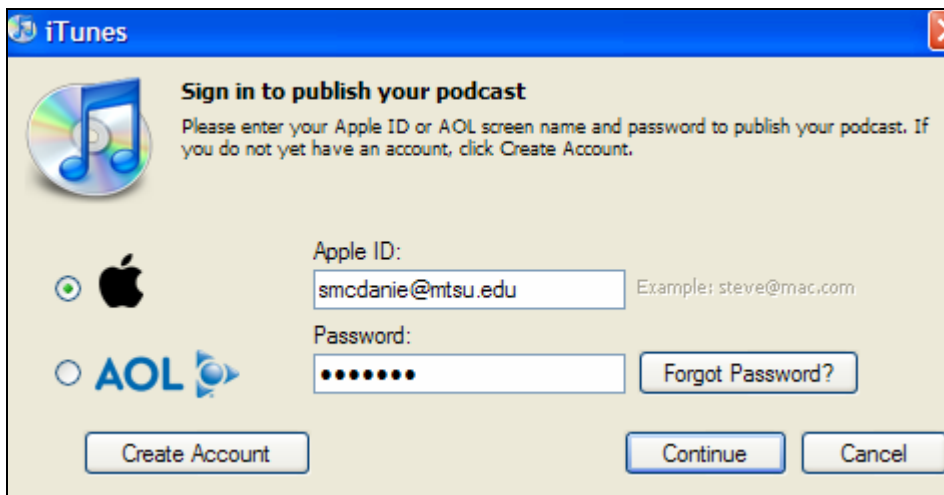 iTunes
Sign in to publish your podcast
Please enter your Apple ID or AOL screen name and password to publish your podcast. If
you do not yet have an account, click Create Account.
Apple ID:
smcdanie@mtsu.edu
Example: steve@mac.com
Password:
•••••••
AOL
Forgot Password?
Create Account
Continue
Cancel